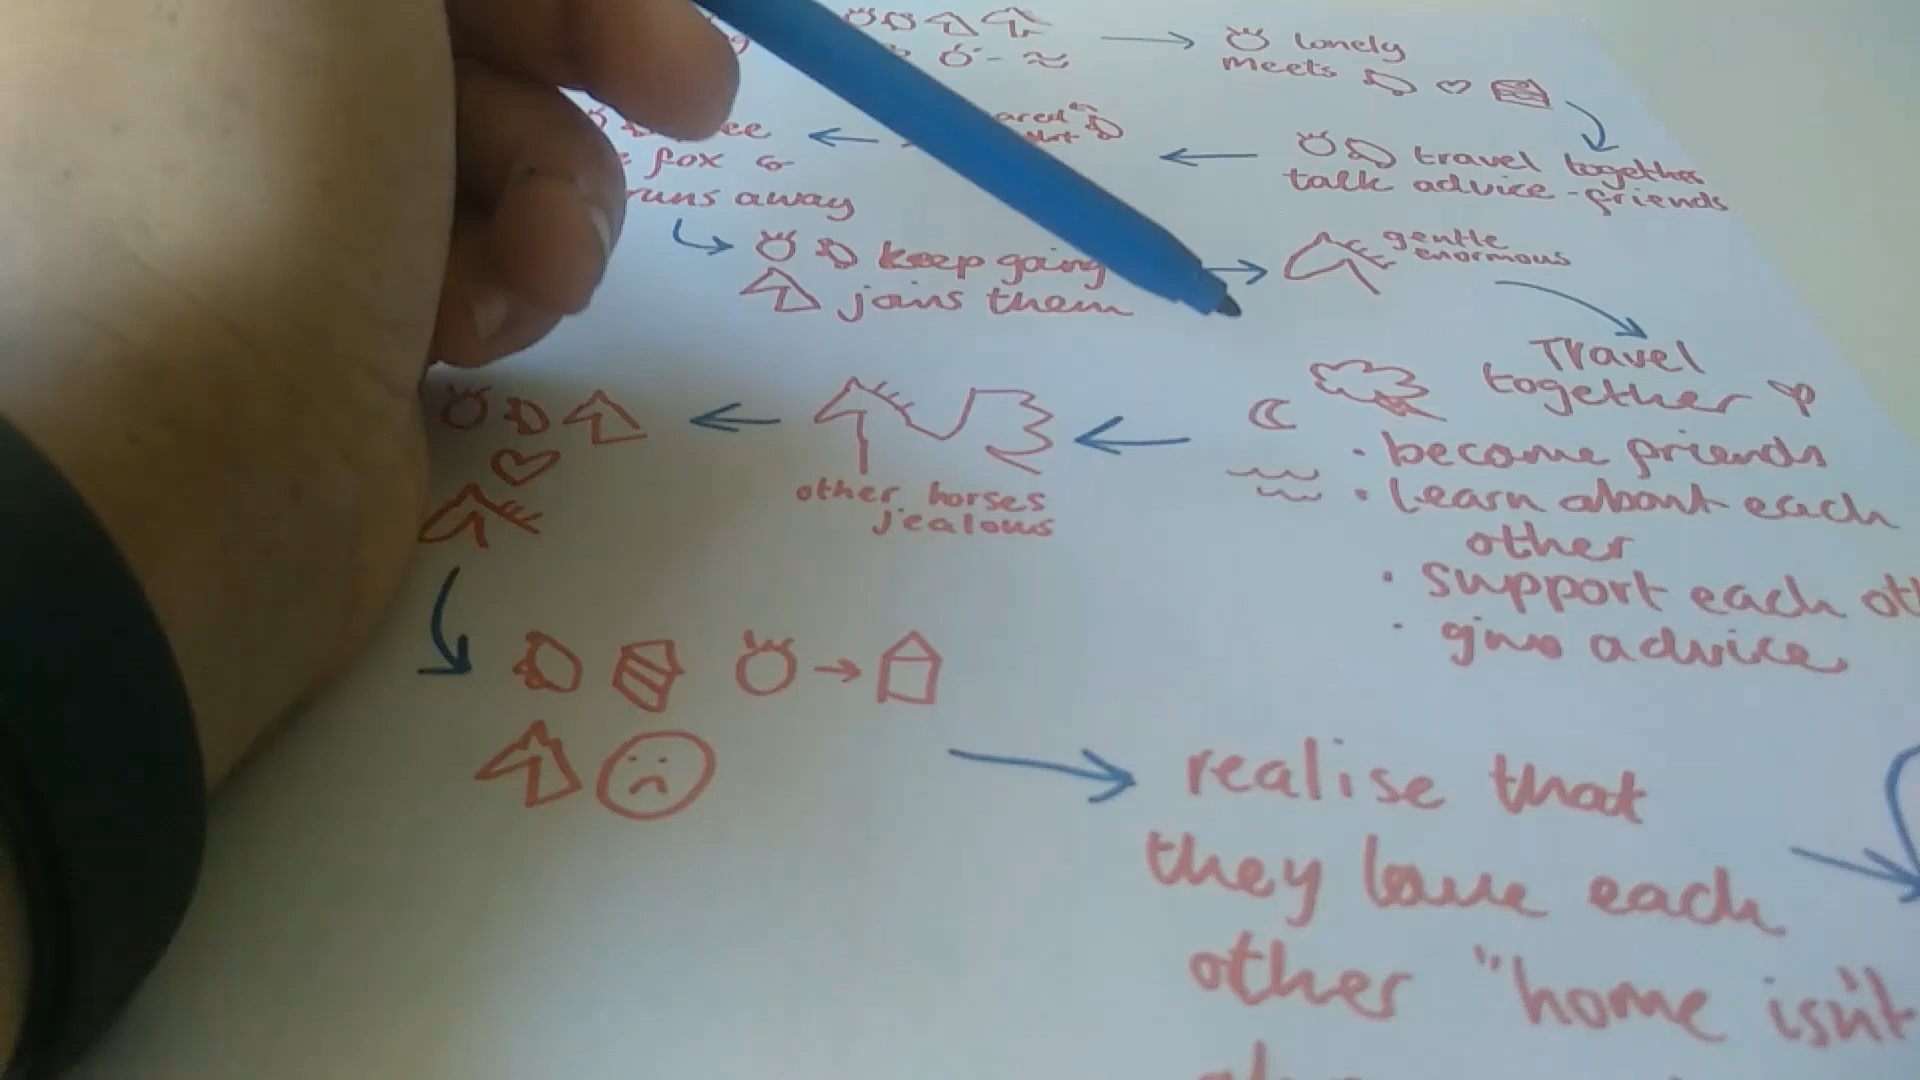 lonely
meets
travel together
talk advice - friends
fox &
runs away
keep going
joins them
gentle
enormous
Travel
together
• become friends
• learn about each
other
• support each
• give advice
other horses
jealous
realise that
they love each
other "home isn't